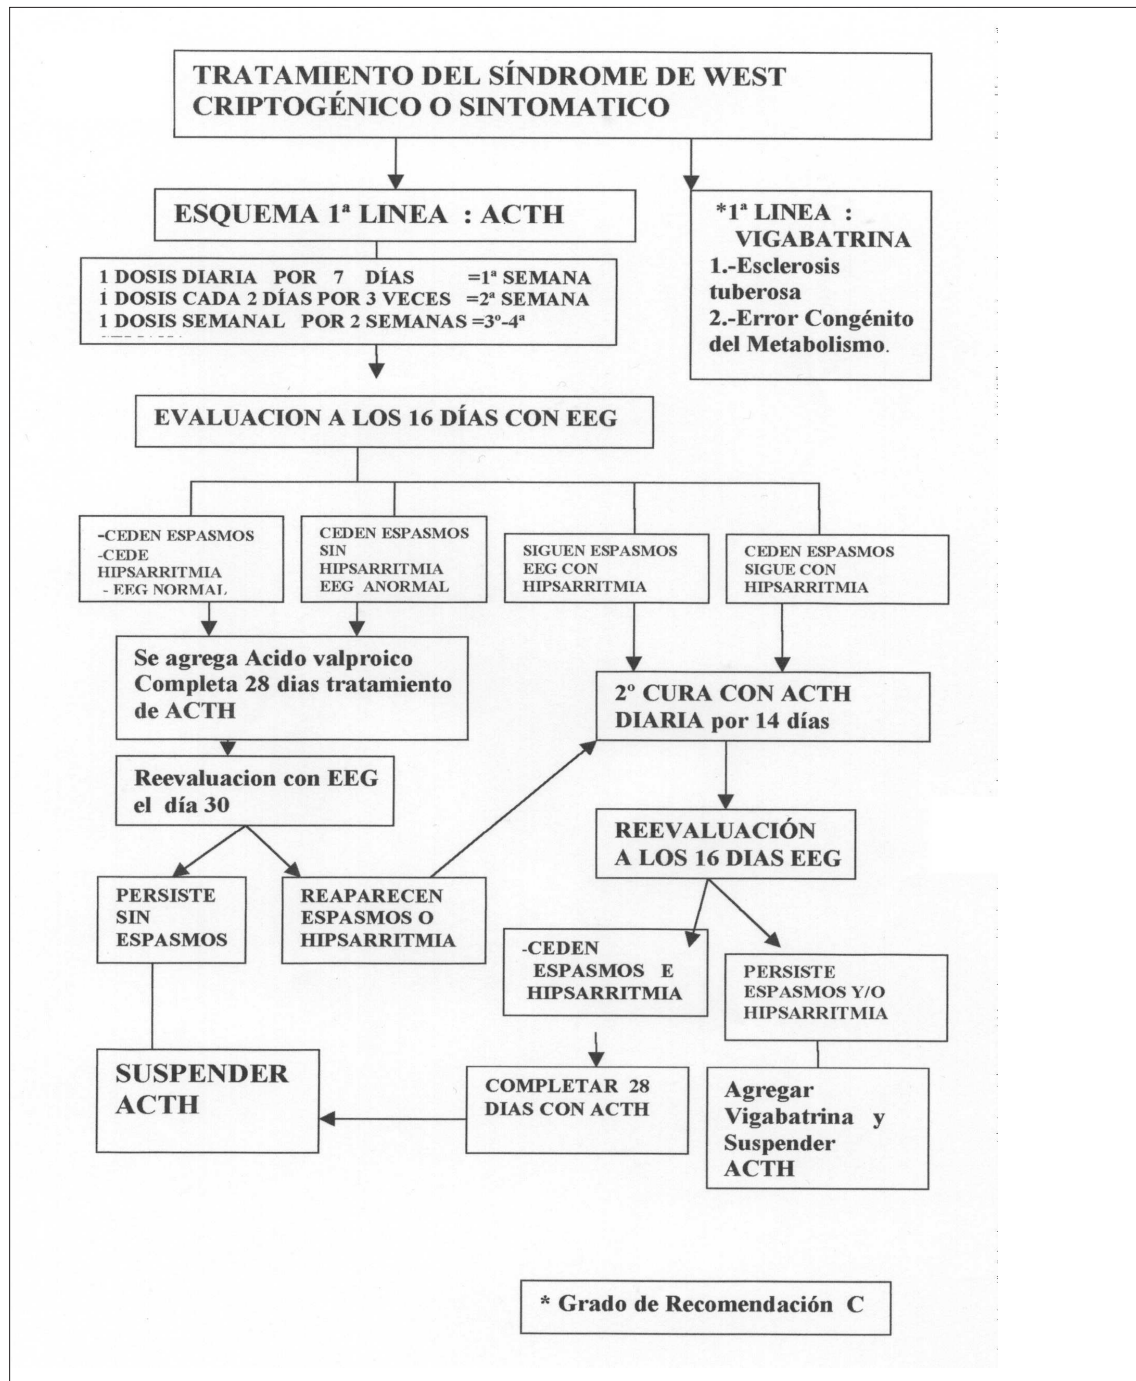 TRATAMIENTO DEL SÍNDROME DE WEST
CRIPTOGÉNICO O SINTOMATICO
ESQUEMA 1ª LINEA : ACTH
*1ª LINEA :
VIGABATRINA
1.-Esclerosis
tuberosa
2.-Error Congénito
del Metabolismo.
1 DOSIS DIARIA POR 7 DÍAS =1ª SEMANA
1 DOSIS CADA 2 DÍAS POR 3 VECES =2ª SEMANA
1 DOSIS SEMANAL POR 2 SEMANAS =3º-4ª
EVALUACION A LOS 16 DÍAS CON EEG
-CEDEN ESPASMOS
-CEDE
HIPSARRITMIA
- EEG NORMAL
CEDEN ESPASMOS
SIN
HIPSARRITMIA
EEG ANORMAL
SIGUEN ESPASMOS
EEG CON
HIPSARRITMIA
CEDEN ESPASMOS
SIGUE CON
HIPSARRITMIA
Se agrega Acido valproico
Completa 28 dias tratamiento
de ACTH
2º CURA CON ACTH
DIARIA por 14 días
Reevaluacion con EEG
el día 30
REEVALUACIÓN
A LOS 16 DIAS EEG
PERSISTE
SIN
ESPASMOS
REAPARECEN
ESPASMOS O
HIPSARRITMIA
-CEDEN
ESPASMOS E
HIPSARRITMIA
PERSISTE
ESPASMOS Y/O
HIPSARRITMIA
SUSPENDER
ACTH
COMPLETAR 28
DIAS CON ACTH
Agregar
Vigabatrina y
Suspender
ACTH
* Grado de Recomendación C